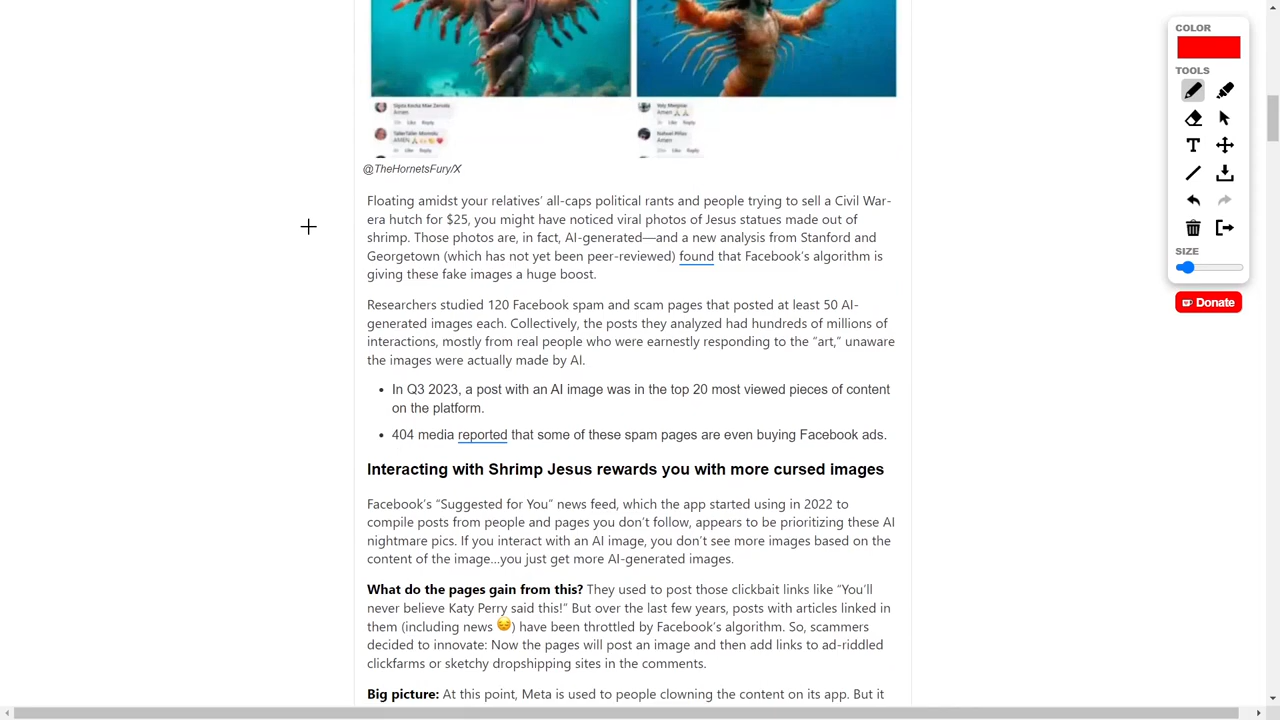 COLOR
TOOLS
T
SIZE
Donate
Amen
Like Reply
AMEN
Like Reply
Amen
Like Reply
Amen
Like Reply
@TheHornetsFury/X
Floating amidst your relatives’ all-caps political rants and people trying to sell a Civil War-
era hutch for $25, you might have noticed viral photos of Jesus statues made out of
shrimp. Those photos are, in fact, AI-generated—and a new analysis from Stanford and
Georgetown (which has not yet been peer-reviewed) found that Facebook’s algorithm is
giving these fake images a huge boost.
Researchers studied 120 Facebook spam and scam pages that posted at least 50 AI-
generated images each. Collectively, the posts they analyzed had hundreds of millions of
interactions, mostly from real people who were earnestly responding to the “art,” unaware
the images were actually made by AI.
• In Q3 2023, a post with an AI image was in the top 20 most viewed pieces of content
on the platform.
• 404 media reported that some of these spam pages are even buying Facebook ads.
Interacting with Shrimp Jesus rewards you with more cursed images
Facebook’s “Suggested for You” news feed, which the app started using in 2022 to
compile posts from people and pages you don’t follow, appears to be prioritizing these AI
nightmare pics. If you interact with an AI image, you don’t see more images based on the
content of the image…you just get more AI-generated images.
What do the pages gain from this? They used to post those clickbait links like “You’ll
never believe Katy Perry said this!” But over the last few years, posts with articles linked in
them (including news 😔) have been throttled by Facebook’s algorithm. So, scammers
decided to innovate: Now the pages will post an image and then add links to ad-riddled
clickfarms or sketchy dropshipping sites in the comments.
Big picture: At this point, Meta is used to people clowning the content on its app. But it